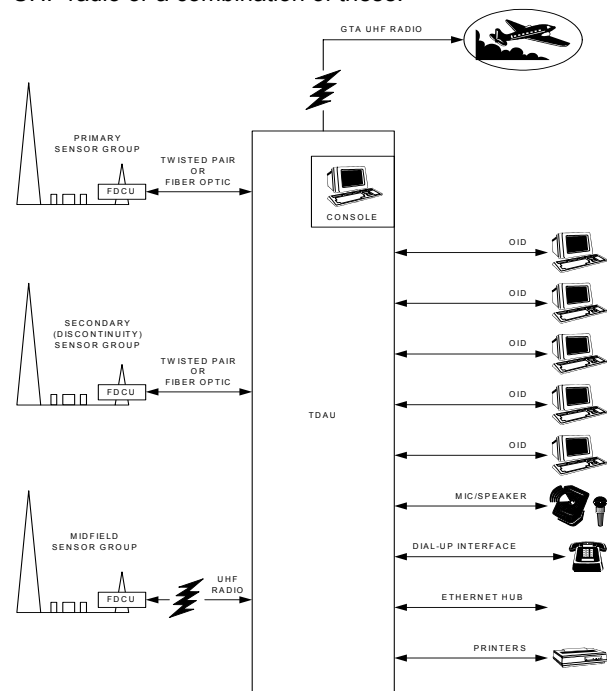 UHF radio or a combination of these.
GTA UHF RADIO
PRIMARY
SENSOR GROUP
FDCU
TWISTED PAIR
OR
FIBER OPTIC
CONSOLE
OID
OID
SECONDARY
(DISCONTINUITY)
SENSOR GROUP
FDCU
TWISTED PAIR
OR
FIBER OPTIC
OID
TDAU
OID
OID
MIC/SPEAKER
MIDFIELD
SENSOR GROUP
FDCU
UHF
RADIO
DIAL-UP INTERFACE
ETHERNET HUB
PRINTERS